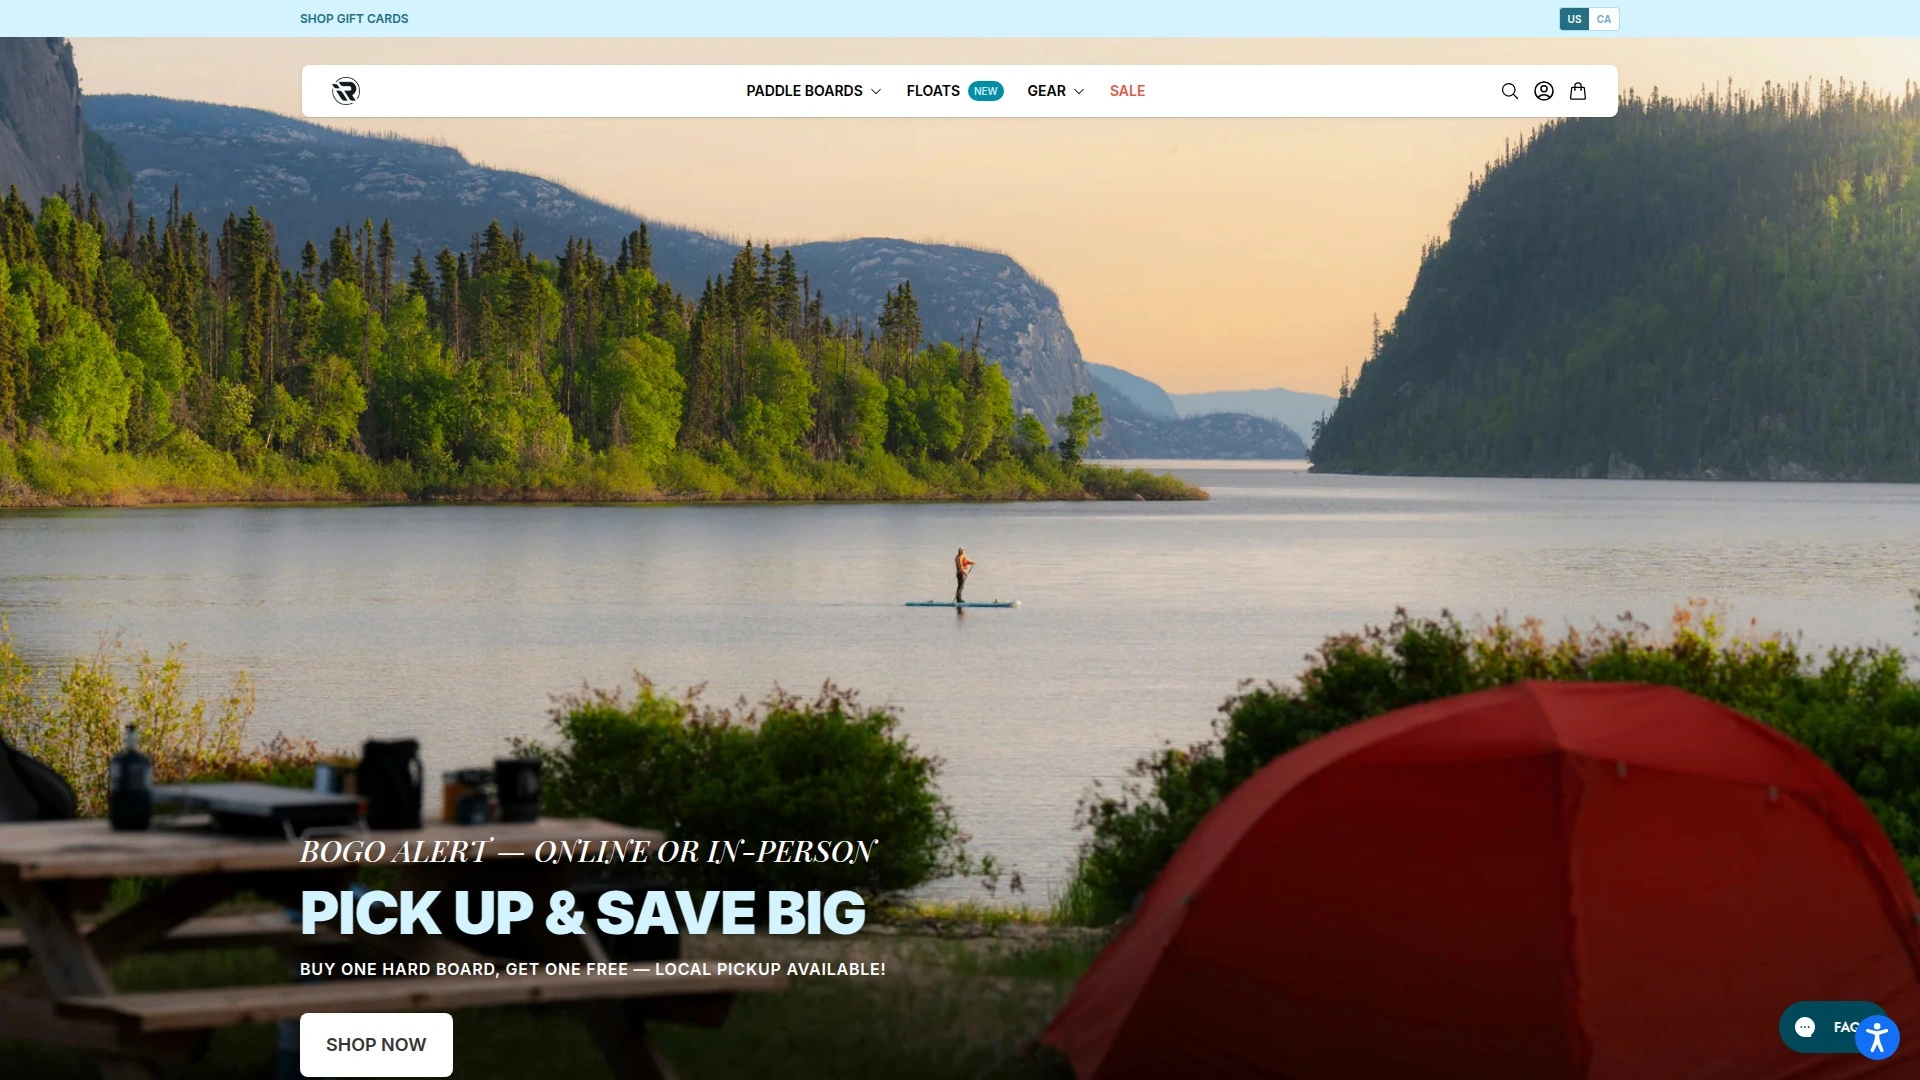 SHOP GIFT CARDS
US CA
PADDLE BOARDS FLOATS NEW GEAR SALE
BOGO ALERT — ONLINE OR IN-PERSON
PICK UP & SAVE BIG
BUY ONE HARD BOARD, GET ONE FREE — LOCAL PICKUP AVAILABLE!
SHOP NOW
FAQ